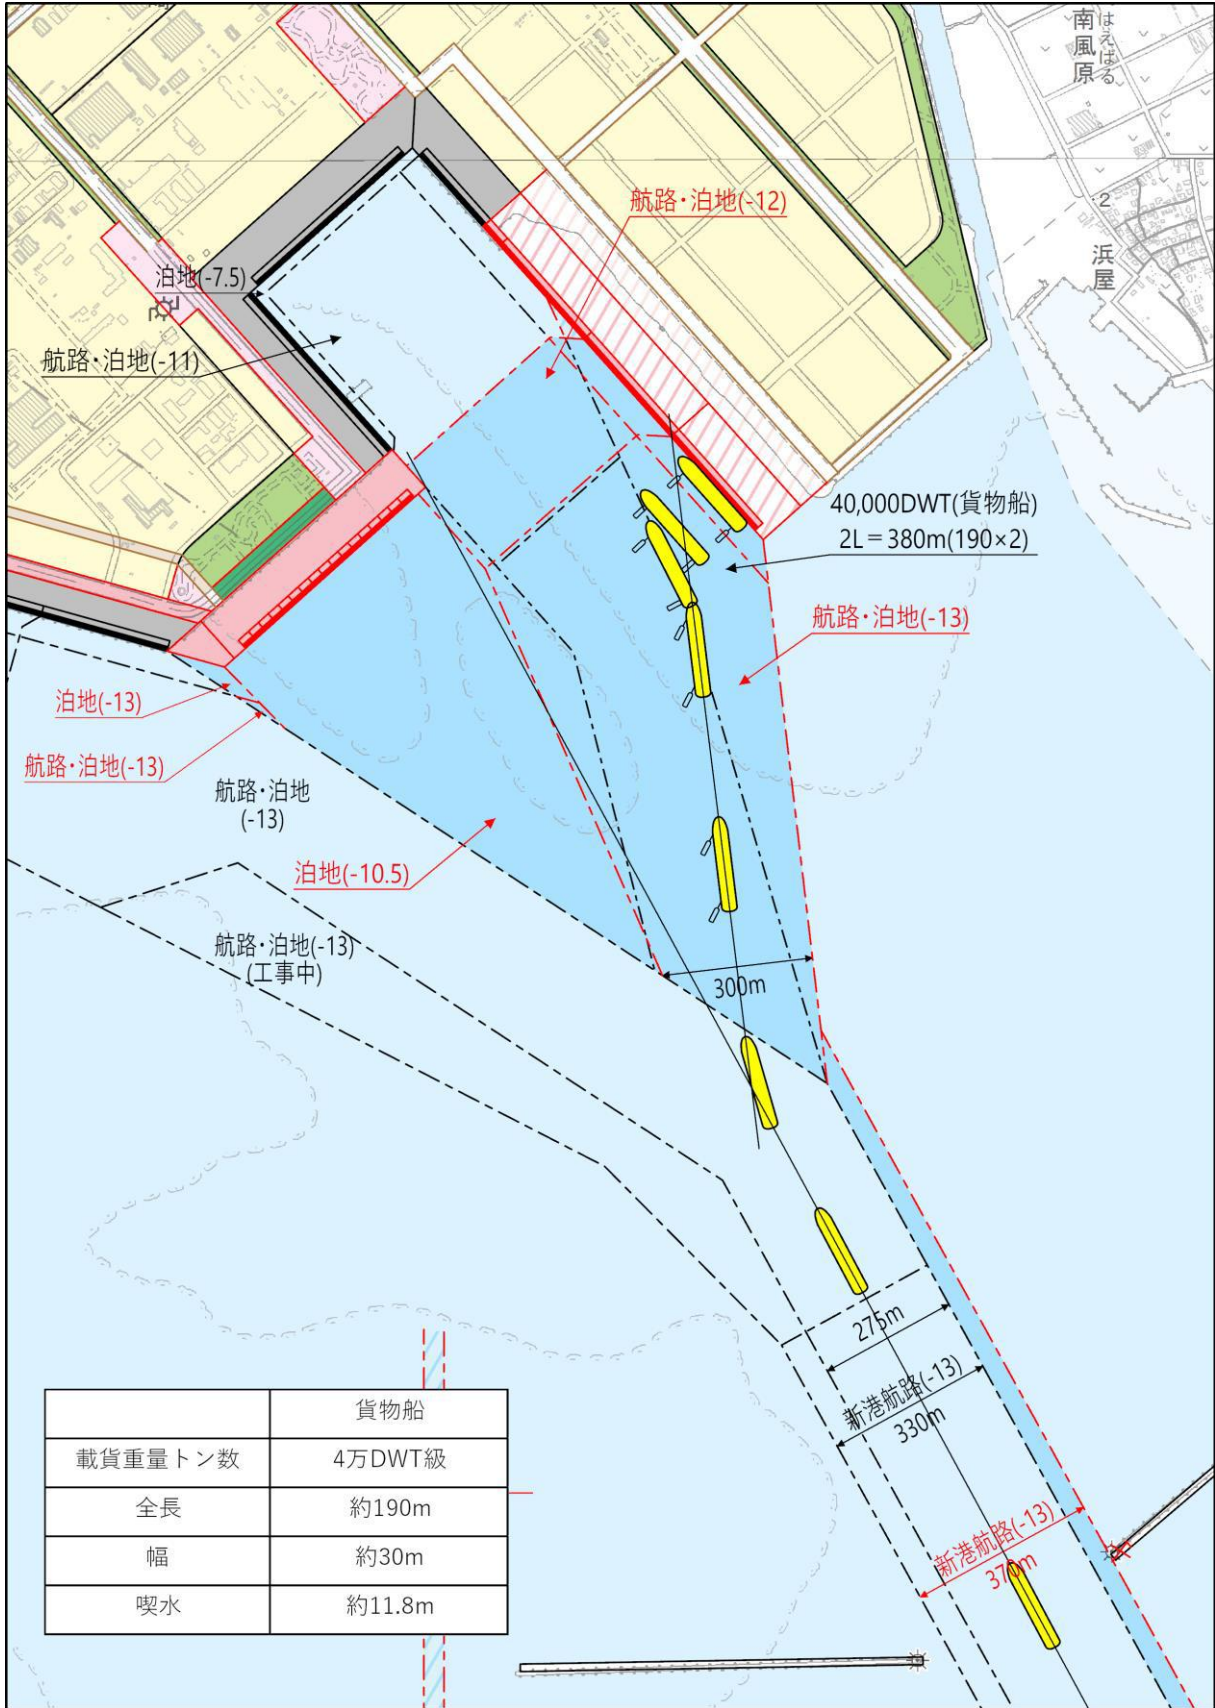 南風原
はえばる
航路・泊地(-12)
2
浜屋
泊地(-7.5)
航路・泊地(-11)
40,000DWT(貨物船)
2L=380m(190×2)
航路・泊地(-13)
泊地(-13)
航路・泊地(-13)
航路・泊地
(-13)
泊地(-10.5)
航路・泊地(-13)
(工事中)
300m
275m
新港航路(-13)
330m
新港航路(-13)
370m
貨物船
載貨重量トン数 4万DWT級
全長 約190m
幅 約30m
喫水 約11.8m